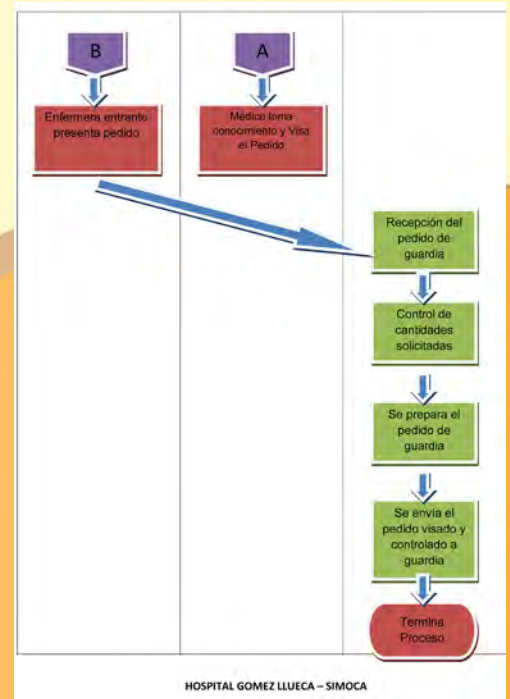 B
Enfermera entrante
presenta pedido
A
Médico toma
conocimiento y Visa
el Pedido
Recepción del
pedido de
guardia
Control de
cantidades
solicitadas
Se prepara el
pedido de
guardia
Se envía el
pedido visado y
controlado a
guardia
Termina
Proceso
HOSPITAL GOMEZ LLUECA – SIMOCA